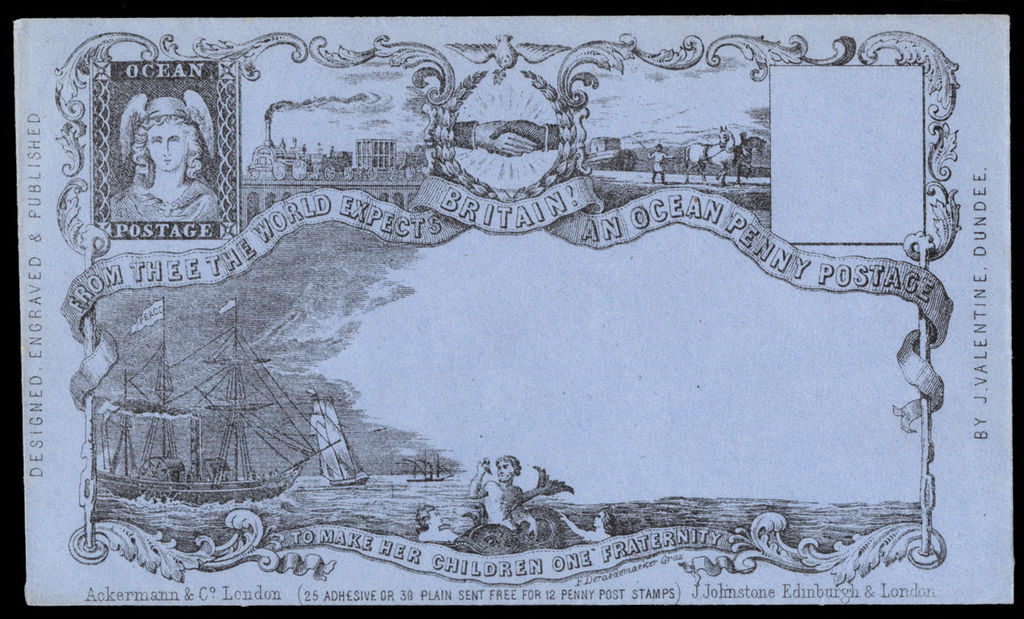 OCEAN
POSTAGE
FROM THEE THE WORLD EXPECTS
BRITAIN!
AN OCEAN PENNY POSTAGE
DESIGNED, ENGRAVED & PUBLISHED
BY J. VALENTINE, DUNDEE.
PEACE
TO MAKE HER CHILDREN ONE FRATERNITY
F Deraedemaeker Grav
Ackermann & Co. London (25 ADHESIVE OR 30 PLAIN SENT FREE FOR 12 PENNY POST STAMPS) J. Johnstone Edinburgh & London